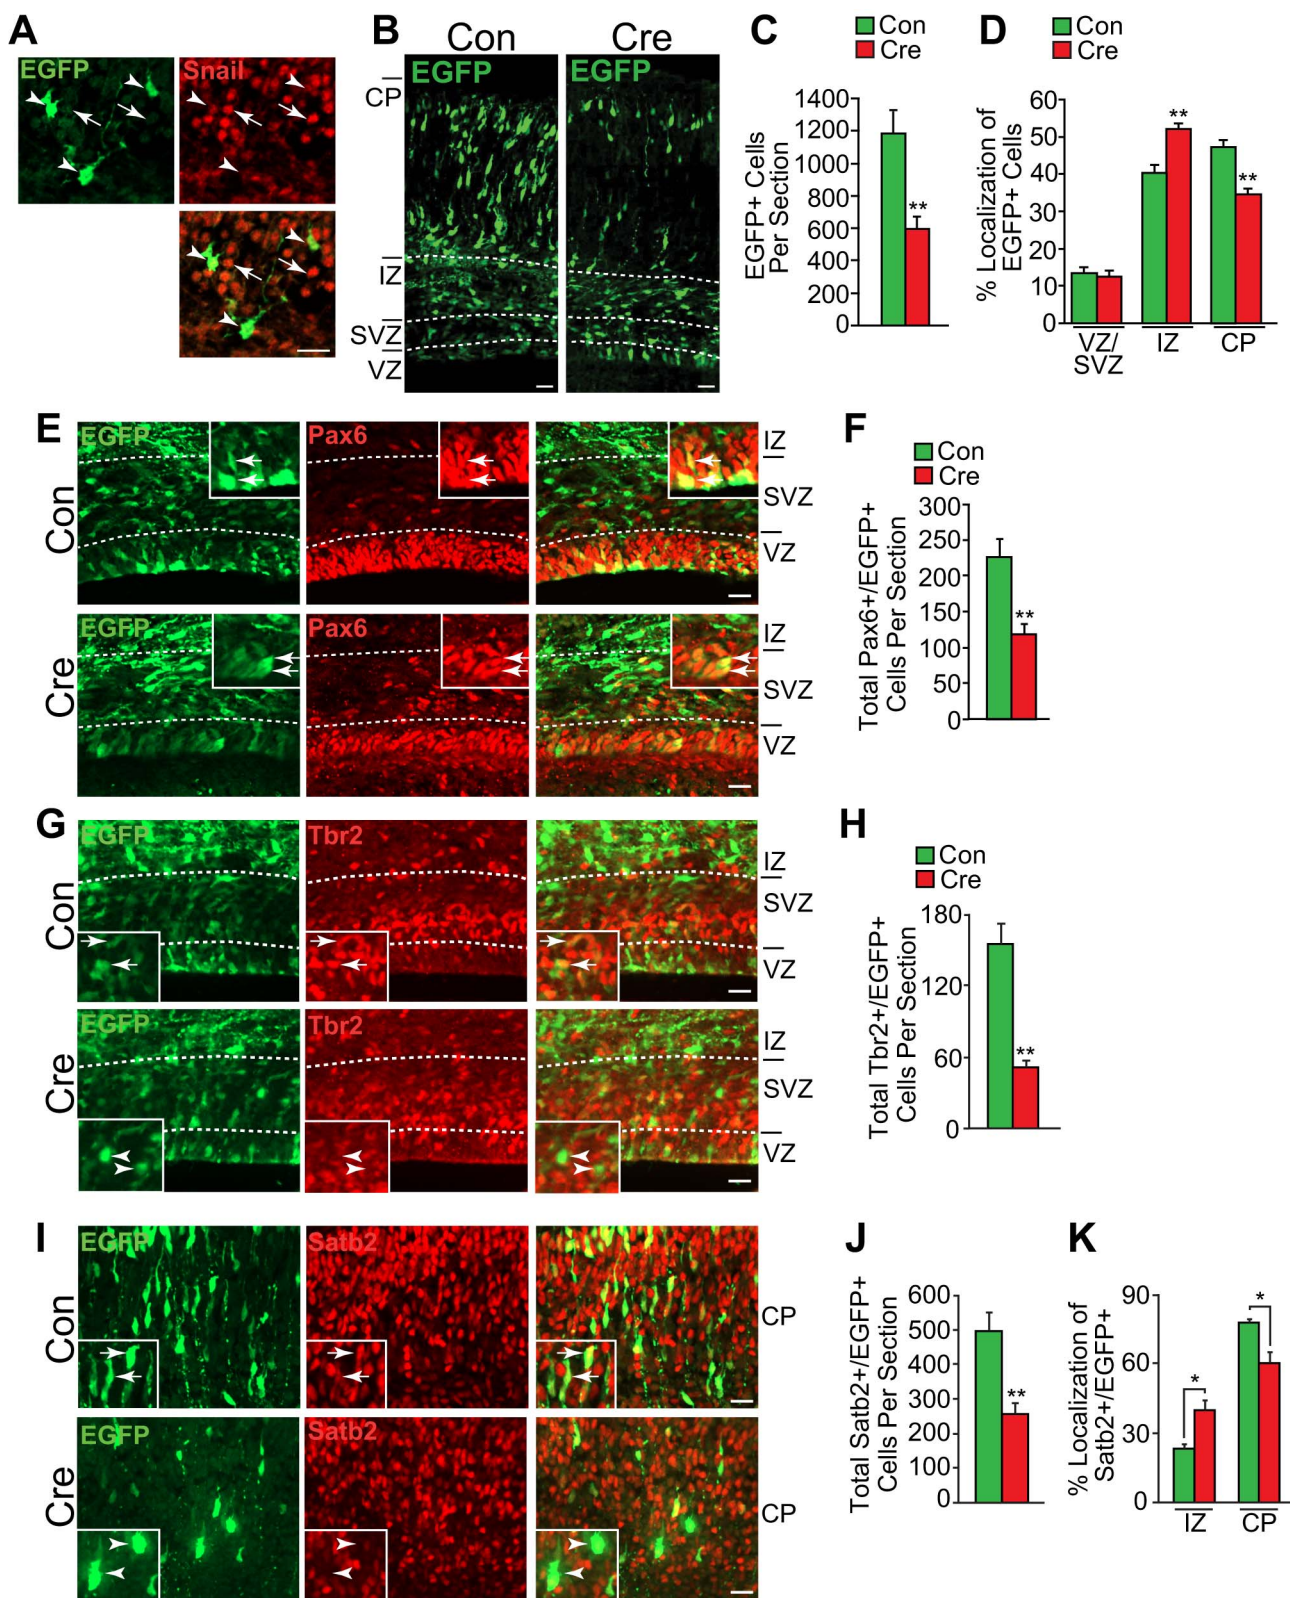 A
EGFP
Snail
B
Con
Cre
EGFP
EGFP
CP
IZ
SVZ
VZ
C
Con
Cre
EGFP+ Cells
Per Section
1400
1200
1000
800
600
400
200
0
**
D
Con
Cre
% Localization of
EGFP+ Cells
60
50
40
30
20
10
0
**
**
VZ/
SVZ
IZ
CP
E
Con
EGFP
Pax6
IZ
SVZ
VZ
Cre
EGFP
Pax6
IZ
SVZ
VZ
F
Con
Cre
Total Pax6+/EGFP+
Cells Per Section
300
250
200
150
100
50
0
**
G
Con
EGFP
Tbr2
IZ
SVZ
VZ
Cre
EGFP
Tbr2
IZ
SVZ
VZ
H
Con
Cre
Total Tbr2+/EGFP+
Cells Per Section
180
120
60
0
**
I
Con
EGFP
Satb2
CP
Cre
EGFP
Satb2
CP
J
Total Satb2+/EGFP+
Cells Per Section
600
500
400
300
200
100
0
**
K
% Localization of
Satb2+/EGFP+
90
60
30
0
*
*
IZ
CP